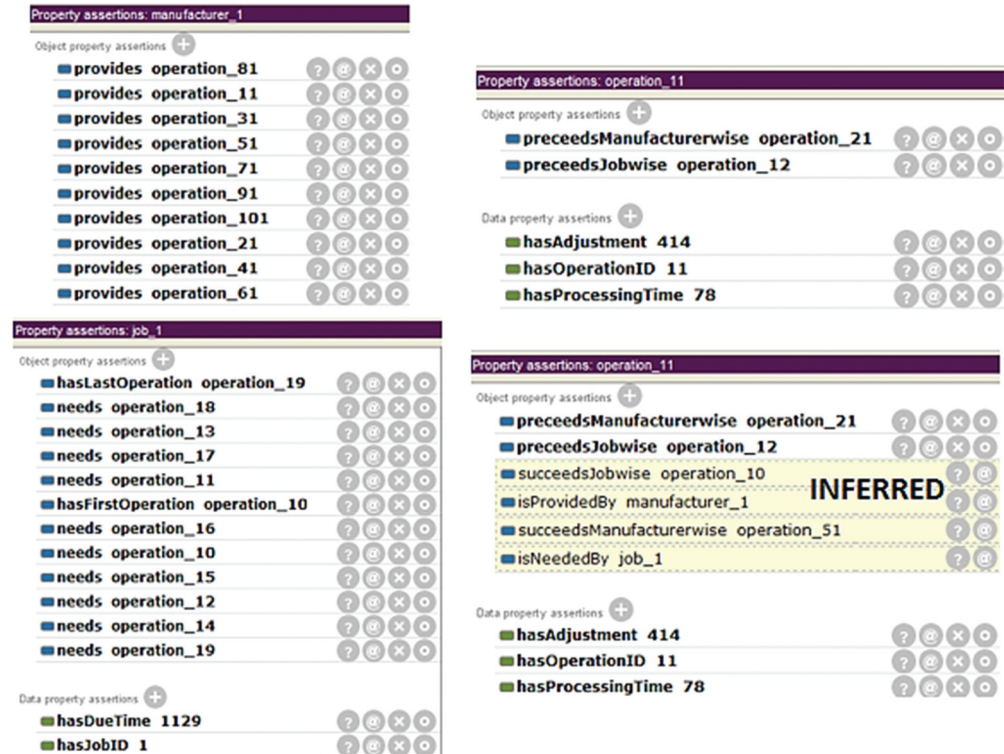 Property assertions: manufacturer_1
Object property assertions
provides operation_81
provides operation_11
provides operation_31
provides operation_51
provides operation_71
provides operation_91
provides operation_101
provides operation_21
provides operation_41
provides operation_61
Property assertions: job_1
Object property assertions
hasLastOperation operation_19
needs operation_18
needs operation_13
needs operation_17
needs operation_11
hasFirstOperation operation_10
needs operation_16
needs operation_10
needs operation_15
needs operation_12
needs operation_14
needs operation_19
Data property assertions
hasDueTime 1129
hasJobID 1
Property assertions: operation_11
Object property assertions
preceedsManufacturerwise operation_21
preceedsJobwise operation_12
Data property assertions
hasAdjustment 414
hasOperationID 11
hasProcessingTime 78
Property assertions: operation_11
Object property assertions
preceedsManufacturerwise operation_21
preceedsJobwise operation_12
succeedsJobwise operation_10
isProvidedBy manufacturer_1
INFERRED
succeedsManufacturerwise operation_51
isNeededBy job_1
Data property assertions
hasAdjustment 414
hasOperationID 11
hasProcessingTime 78